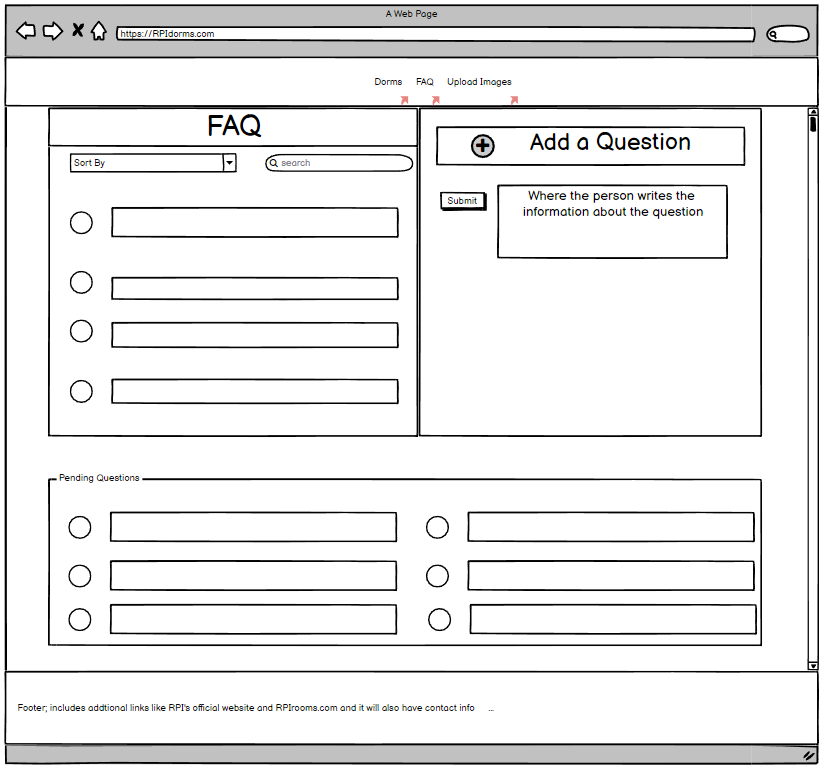 A Web Page
https://RPIdorms.com
Dorms FAQ Upload Images
FAQ
Sort By
search
Add a Question
Submit
Where the person writes the
information about the question
Pending Questions
Footer; includes addtional links like RPI's official website and RPIrooms.com and it will also have contact info ...